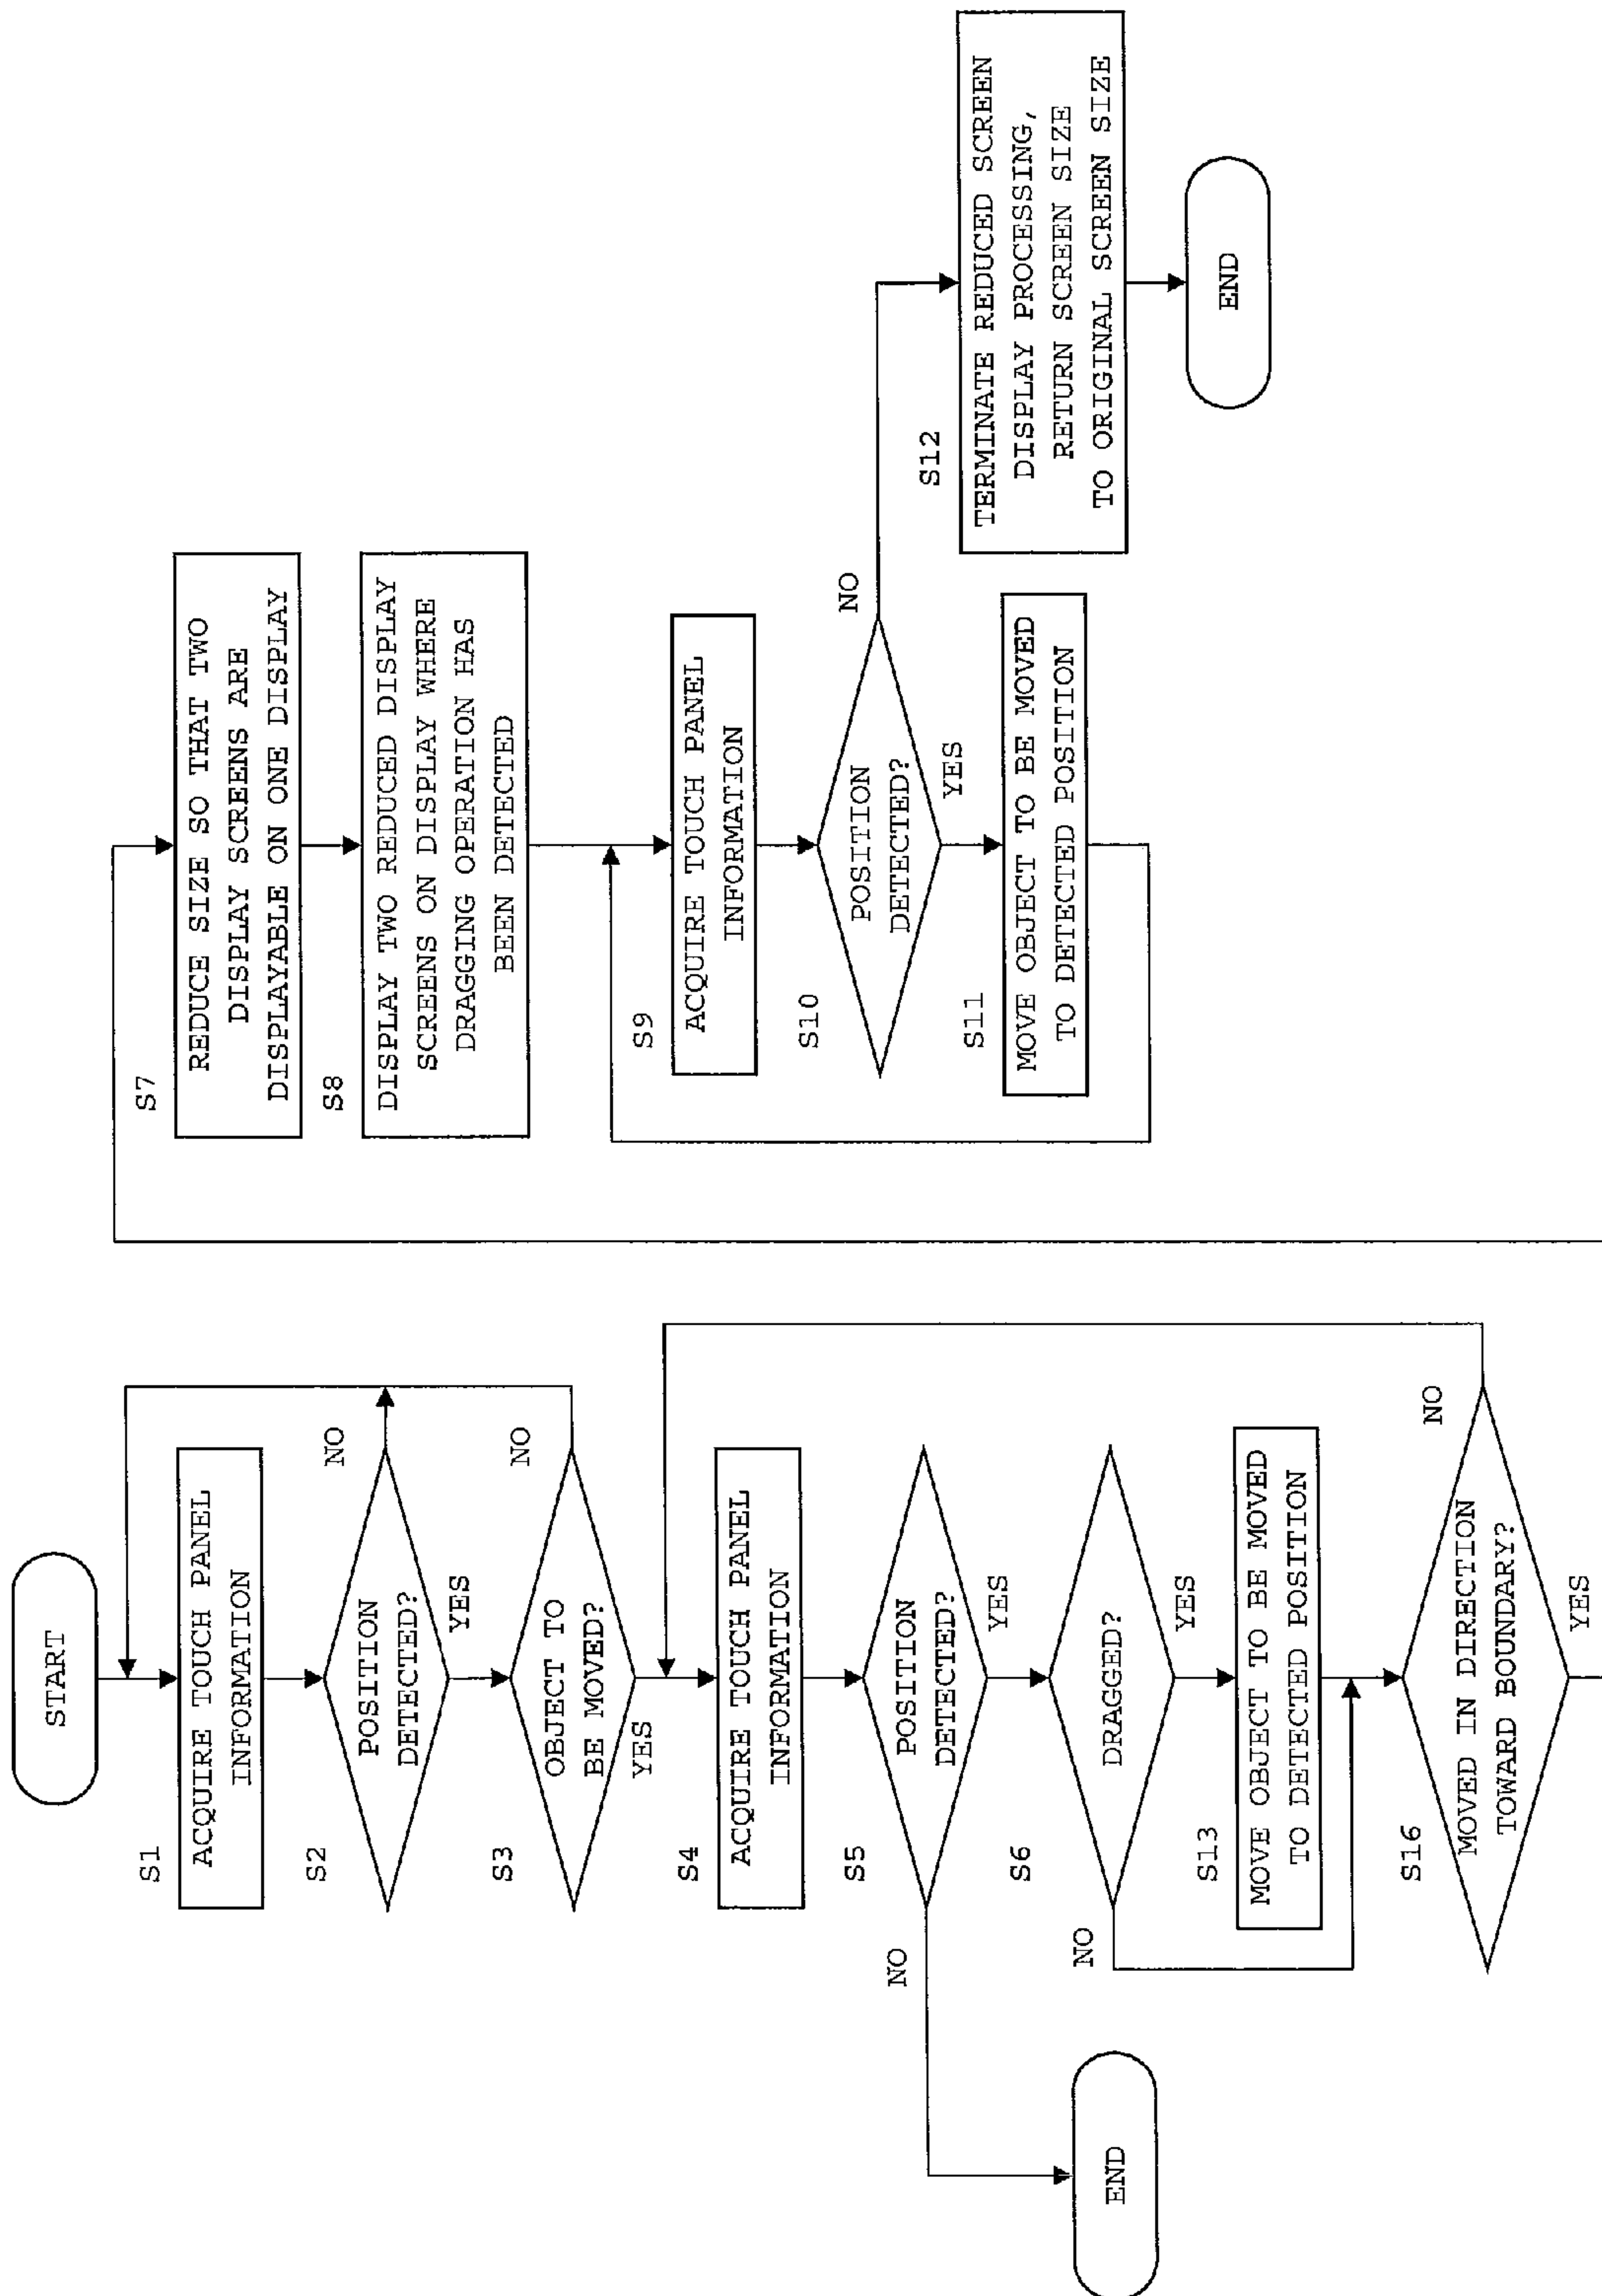 START
S1
ACQUIRE TOUCH PANEL
INFORMATION
S2
POSITION
DETECTED?
NO
YES
S3
OBJECT TO
BE MOVED?
NO
YES
S4
ACQUIRE TOUCH PANEL
INFORMATION
S5
POSITION
DETECTED?
NO
YES
END
S6
DRAGGED?
NO
YES
S13
MOVE OBJECT TO BE MOVED
TO DETECTED POSITION
S16
MOVED IN DIRECTION
TOWARD BOUNDARY?
NO
YES
S7
REDUCE SIZE SO THAT TWO
DISPLAY SCREENS ARE
DISPLAYABLE ON ONE DISPLAY
S8
DISPLAY TWO REDUCED DISPLAY
SCREENS ON DISPLAY WHERE
DRAGGING OPERATION HAS
BEEN DETECTED
S9
ACQUIRE TOUCH PANEL
INFORMATION
S10
POSITION
DETECTED?
NO
YES
S11
MOVE OBJECT TO BE MOVED
TO DETECTED POSITION
S12
TERMINATE REDUCED SCREEN
DISPLAY PROCESSING,
RETURN SCREEN SIZE
TO ORIGINAL SCREEN SIZE
END